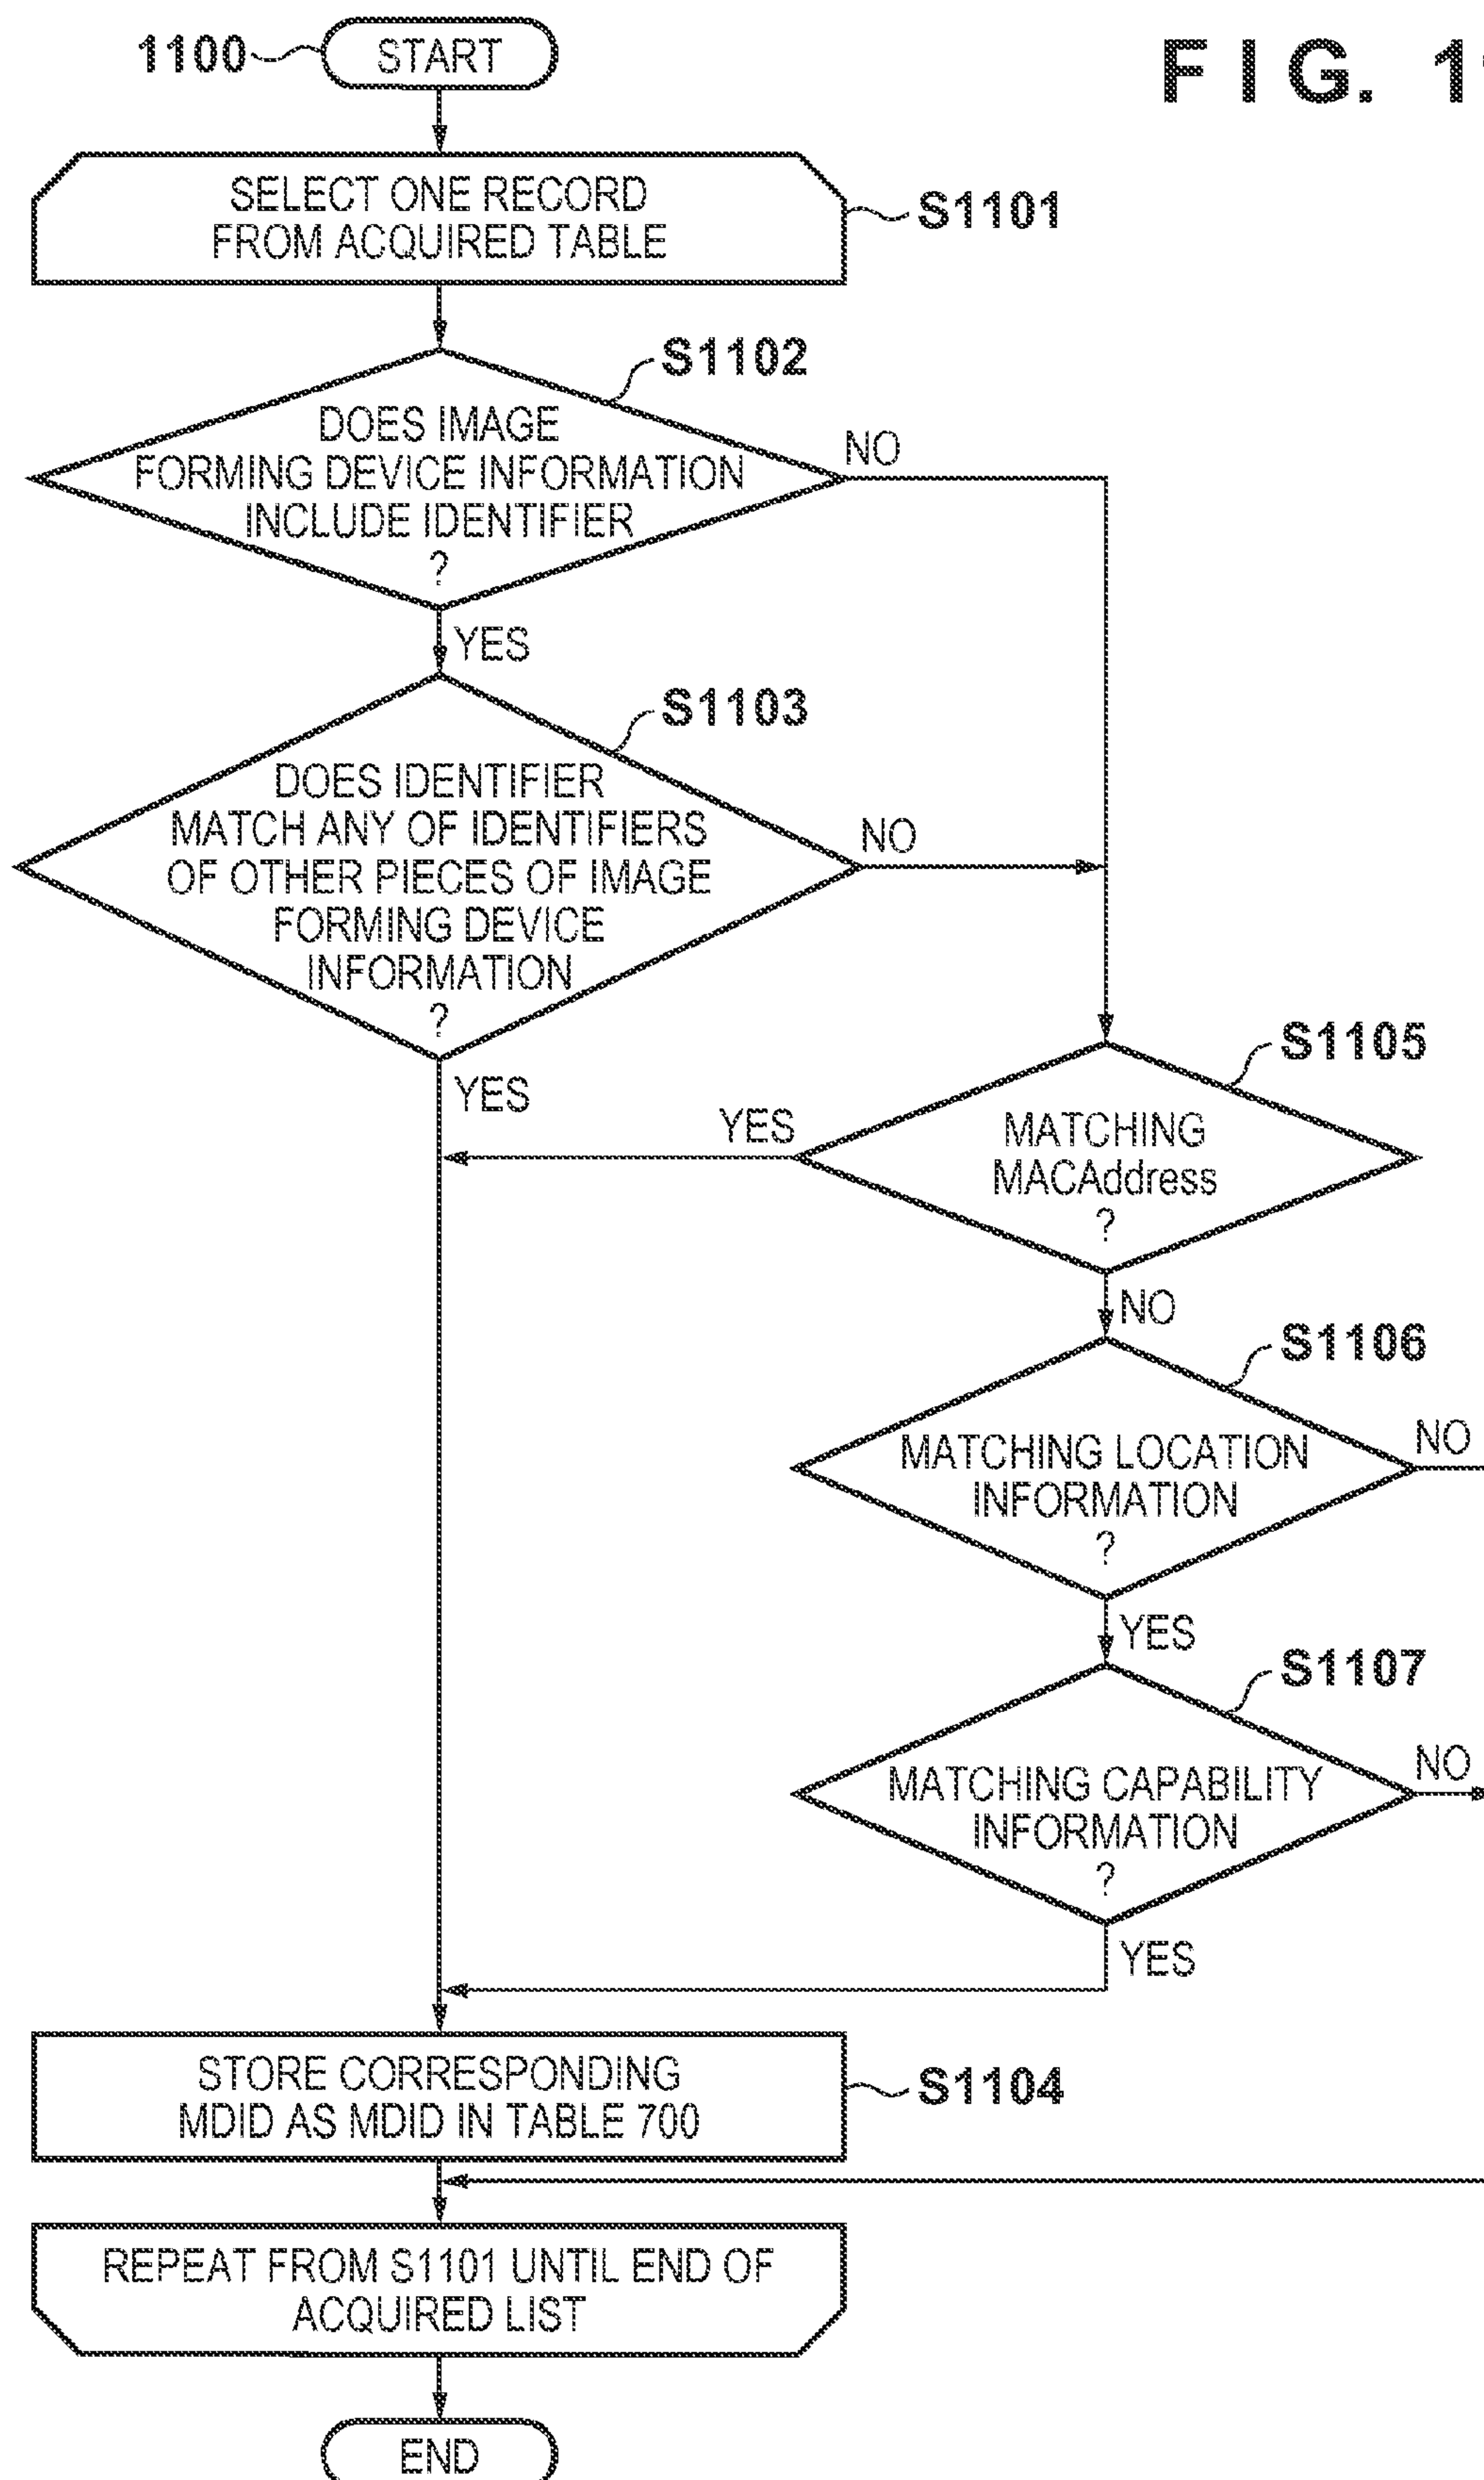 1100
START
F I G. 1
SELECT ONE RECORD
FROM ACQUIRED TABLE
S1101
S1102
DOES IMAGE
FORMING DEVICE INFORMATION
INCLUDE IDENTIFIER
?
NO
YES
S1103
DOES IDENTIFIER
MATCH ANY OF IDENTIFIERS
OF OTHER PIECES OF IMAGE
FORMING DEVICE
INFORMATION
?
NO
YES
S1105
MATCHING
MACAddress
?
YES
NO
S1106
MATCHING LOCATION
INFORMATION
?
NO
YES
S1107
MATCHING CAPABILITY
INFORMATION
?
NO
YES
STORE CORRESPONDING
MDID AS MDID IN TABLE 700
S1104
REPEAT FROM S1101 UNTIL END OF
ACQUIRED LIST
END